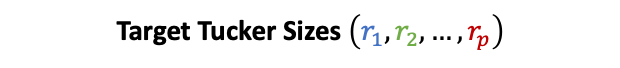 Target Tucker Sizes (r₁, r₂, … , rₚ)